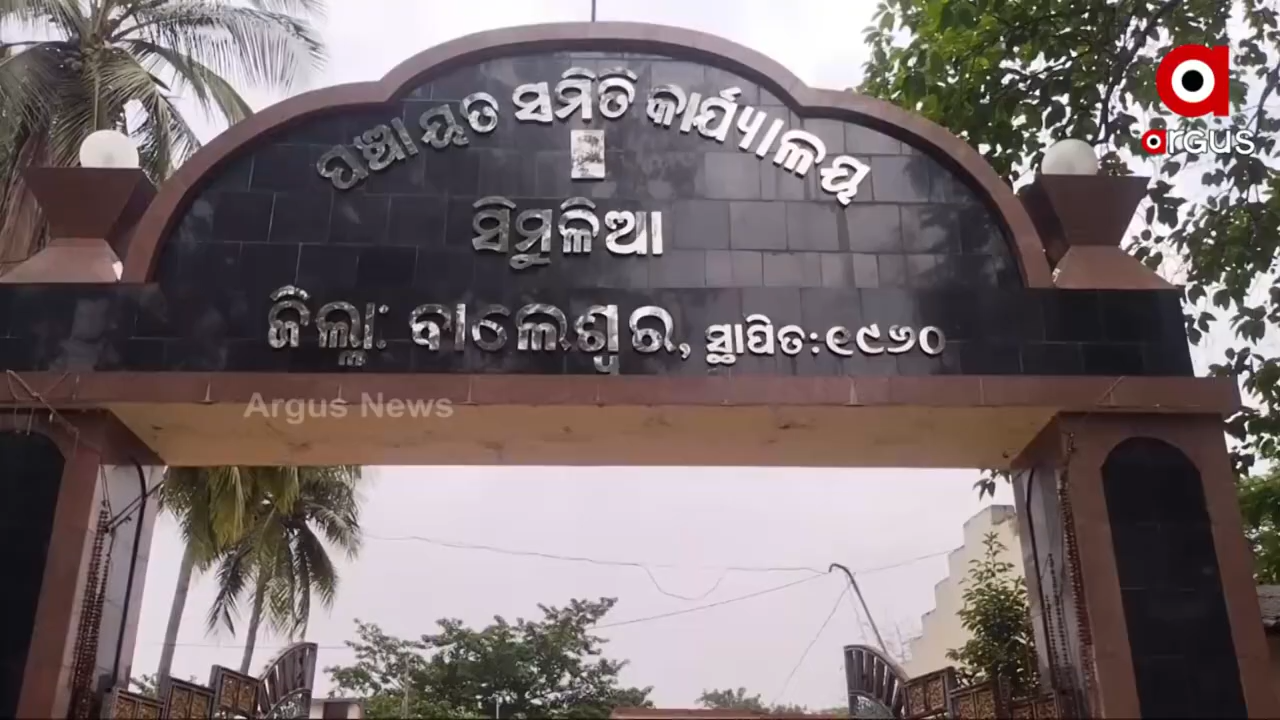 ପଞ୍ଚାୟତ ସମିତି କାର୍ଯ୍ୟାଳୟ
ସିମୁଳିଆ
ଜିଲ୍ଲା: ବାଲେଶ୍ୱର, ସ୍ଥାପିତ:୧୯୬୦
Argus News
argus